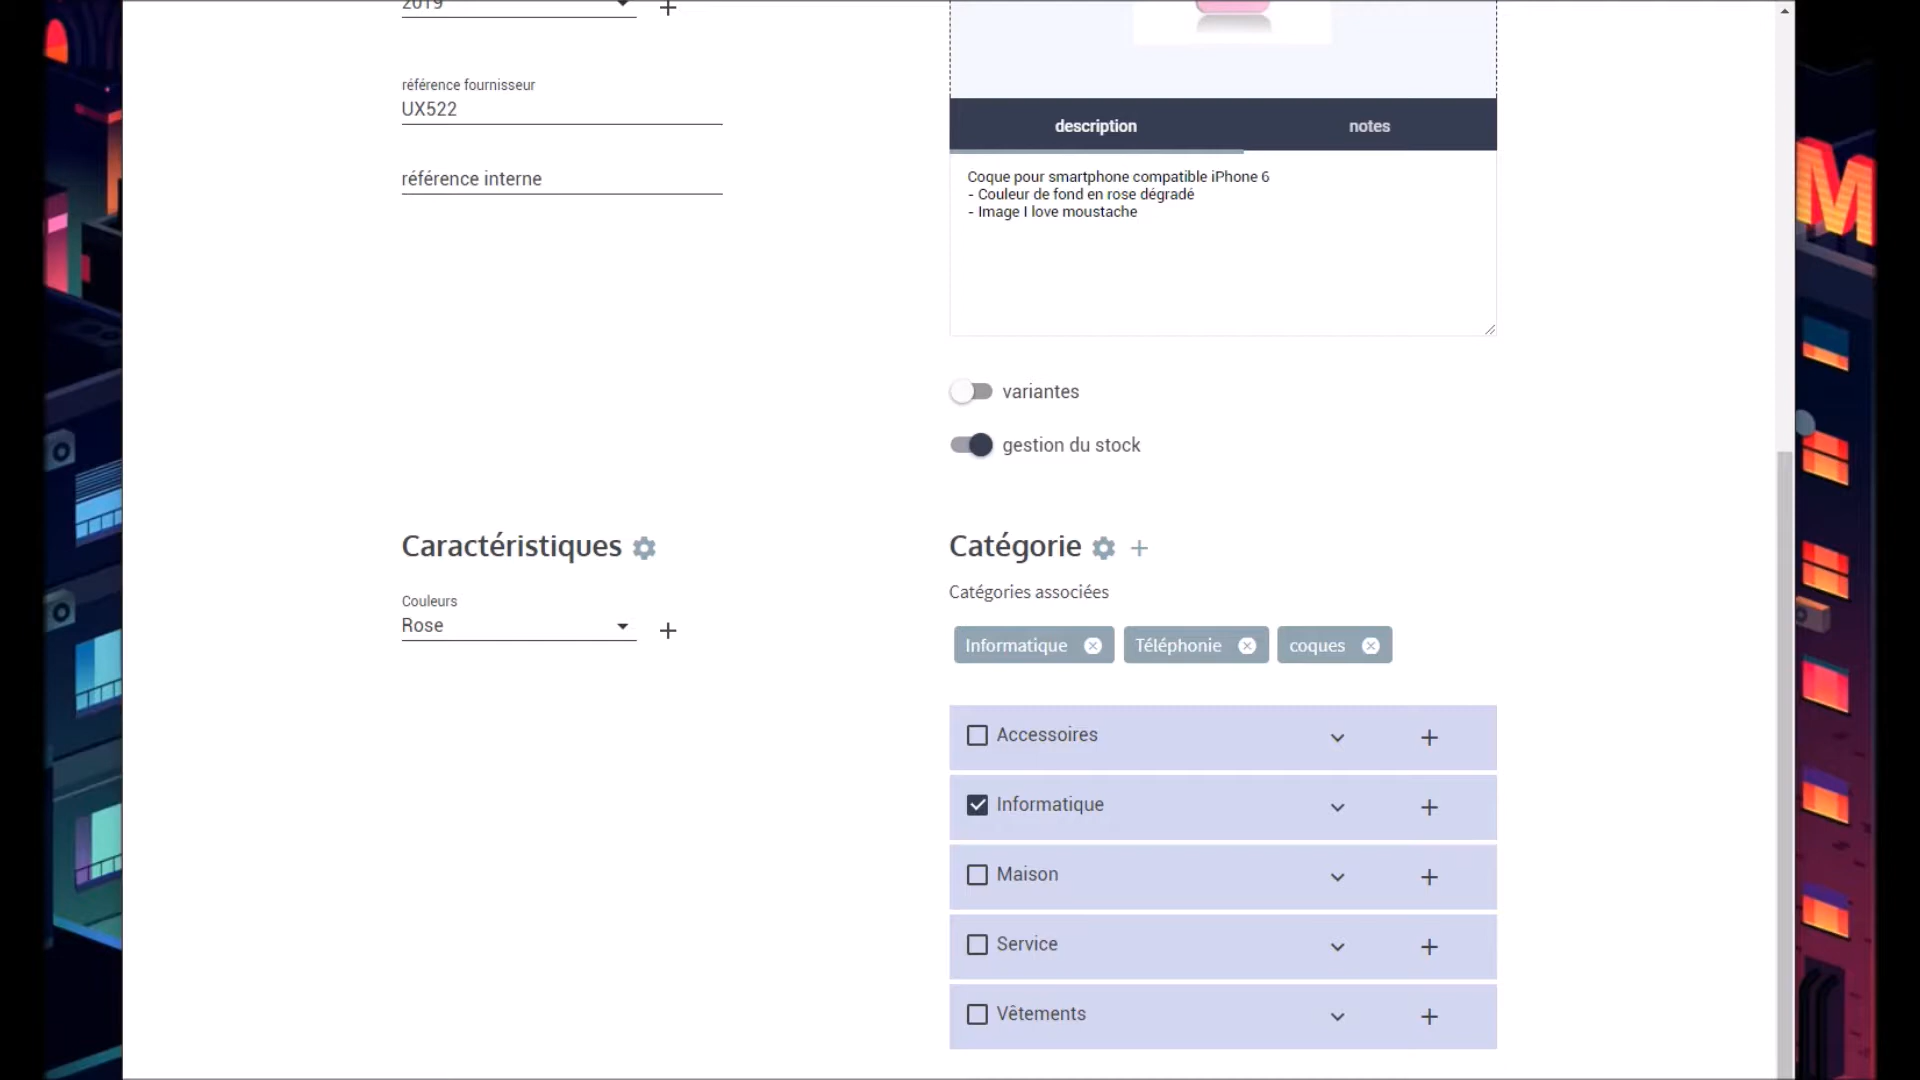 2019
référence fournisseur
UX522
référence interne
description
notes
Coque pour smartphone compatible iPhone 6
- Couleur de fond en rose dégradé
- Image I love moustache
variantes
gestion du stock
Caractéristiques
Couleurs
Rose
Catégorie
Catégories associées
Informatique
Téléphonie
coques
Accessoires
Informatique
Maison
Service
Vêtements
M